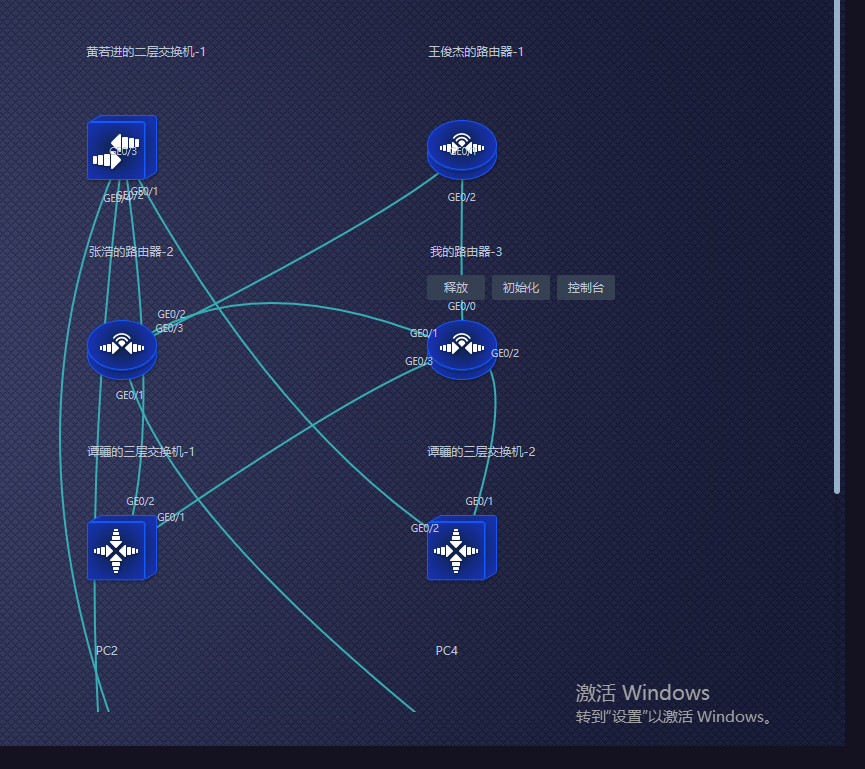 黄若进的二层交换机-1
王俊杰的路由器-1
GE0/3
GE0/1
GE0/2
GE0/2
张浩的路由器-2
我的路由器-3
释放
初始化
控制台
GE0/0
GE0/2
GE0/3
GE0/1
GE0/3
GE0/2
GE0/1
谭骊的三层交换机-1
谭骊的三层交换机-2
GE0/2
GE0/1
GE0/1
GE0/2
PC2
PC4
激活 Windows
转到“设置”以激活 Windows。